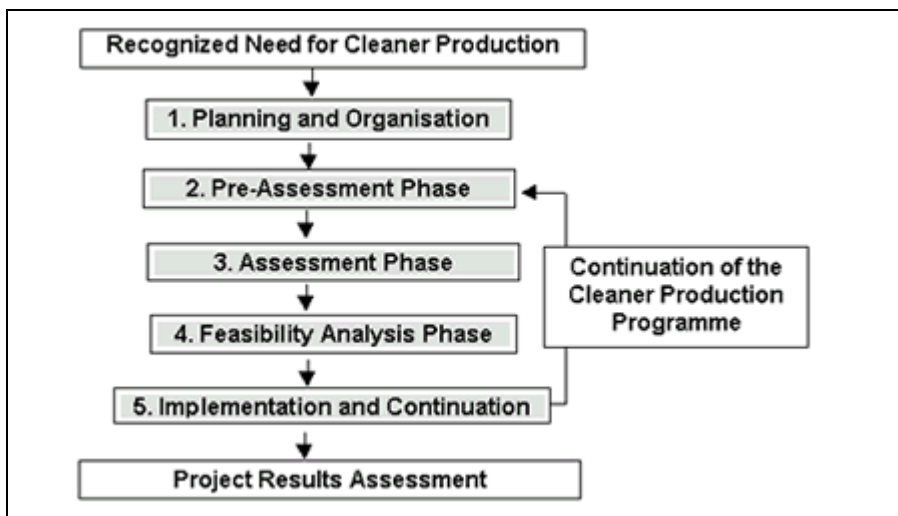 Recognized Need for Cleaner Production
1. Planning and Organisation
2. Pre-Assessment Phase
3. Assessment Phase
4. Feasibility Analysis Phase
5. Implementation and Continuation
Project Results Assessment
Continuation of the
Cleaner Production
Programme